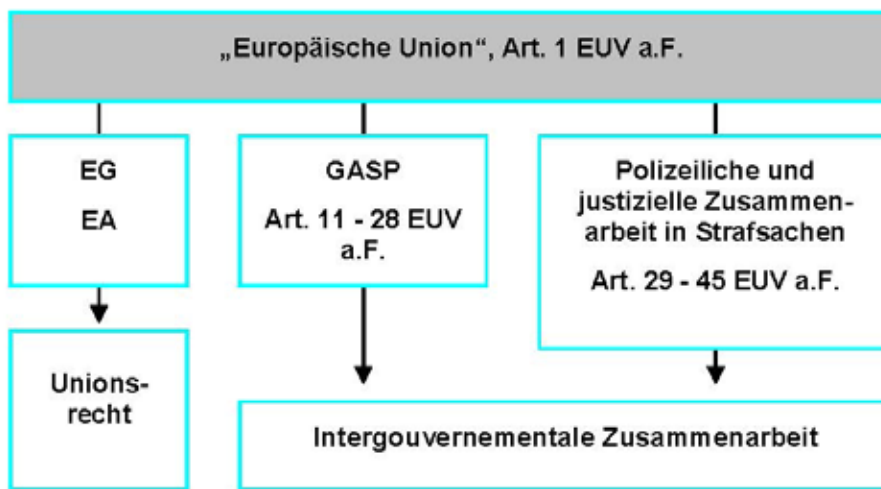 „Europäische Union“, Art. 1 EUV a.F.
EG
EA
GASP
Art. 11 - 28 EUV
a.F.
Polizeiliche und
justizielle Zusammen-
arbeit in Strafsachen
Art. 29 - 45 EUV a.F.
Unions-
recht
Intergouvernementale Zusammenarbeit